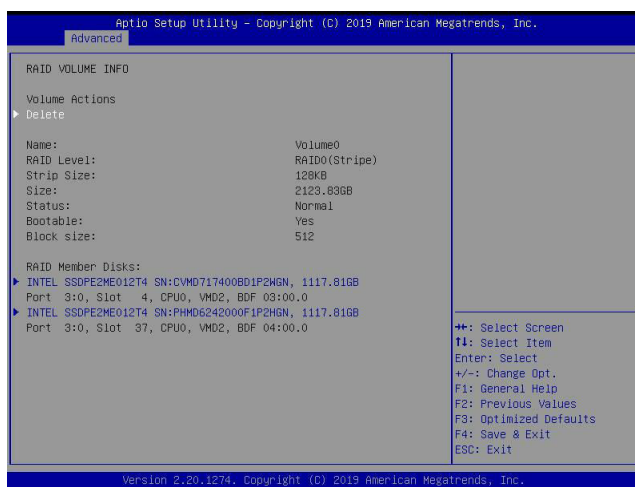 Aptio Setup Utility – Copyright (C) 2019 American Megatrends, Inc.
Advanced
RAID VOLUME INFO
Volume Actions
▶ Delete
Name: Volume0
RAID Level: RAID0(Stripe)
Strip Size: 128KB
Size: 2123.83GB
Status: Normal
Bootable: Yes
Block size: 512
RAID Member Disks:
▶ INTEL SSDPE2ME012T4 SN:CVMD717400BD1P2WGN, 1117.81GB
Port 3:0, Slot 4, CPU0, VMD2, BDF 03:00.0
▶ INTEL SSDPE2ME012T4 SN:PHMD6242000F1P2HGN, 1117.81GB
Port 3:0, Slot 37, CPU0, VMD2, BDF 04:00.0
→←: Select Screen
↑↓: Select Item
Enter: Select
+/-: Change Opt.
F1: General Help
F2: Previous Values
F3: Optimized Defaults
F4: Save & Exit
ESC: Exit
Version 2.20.1274. Copyright (C) 2019 American Megatrends, Inc.